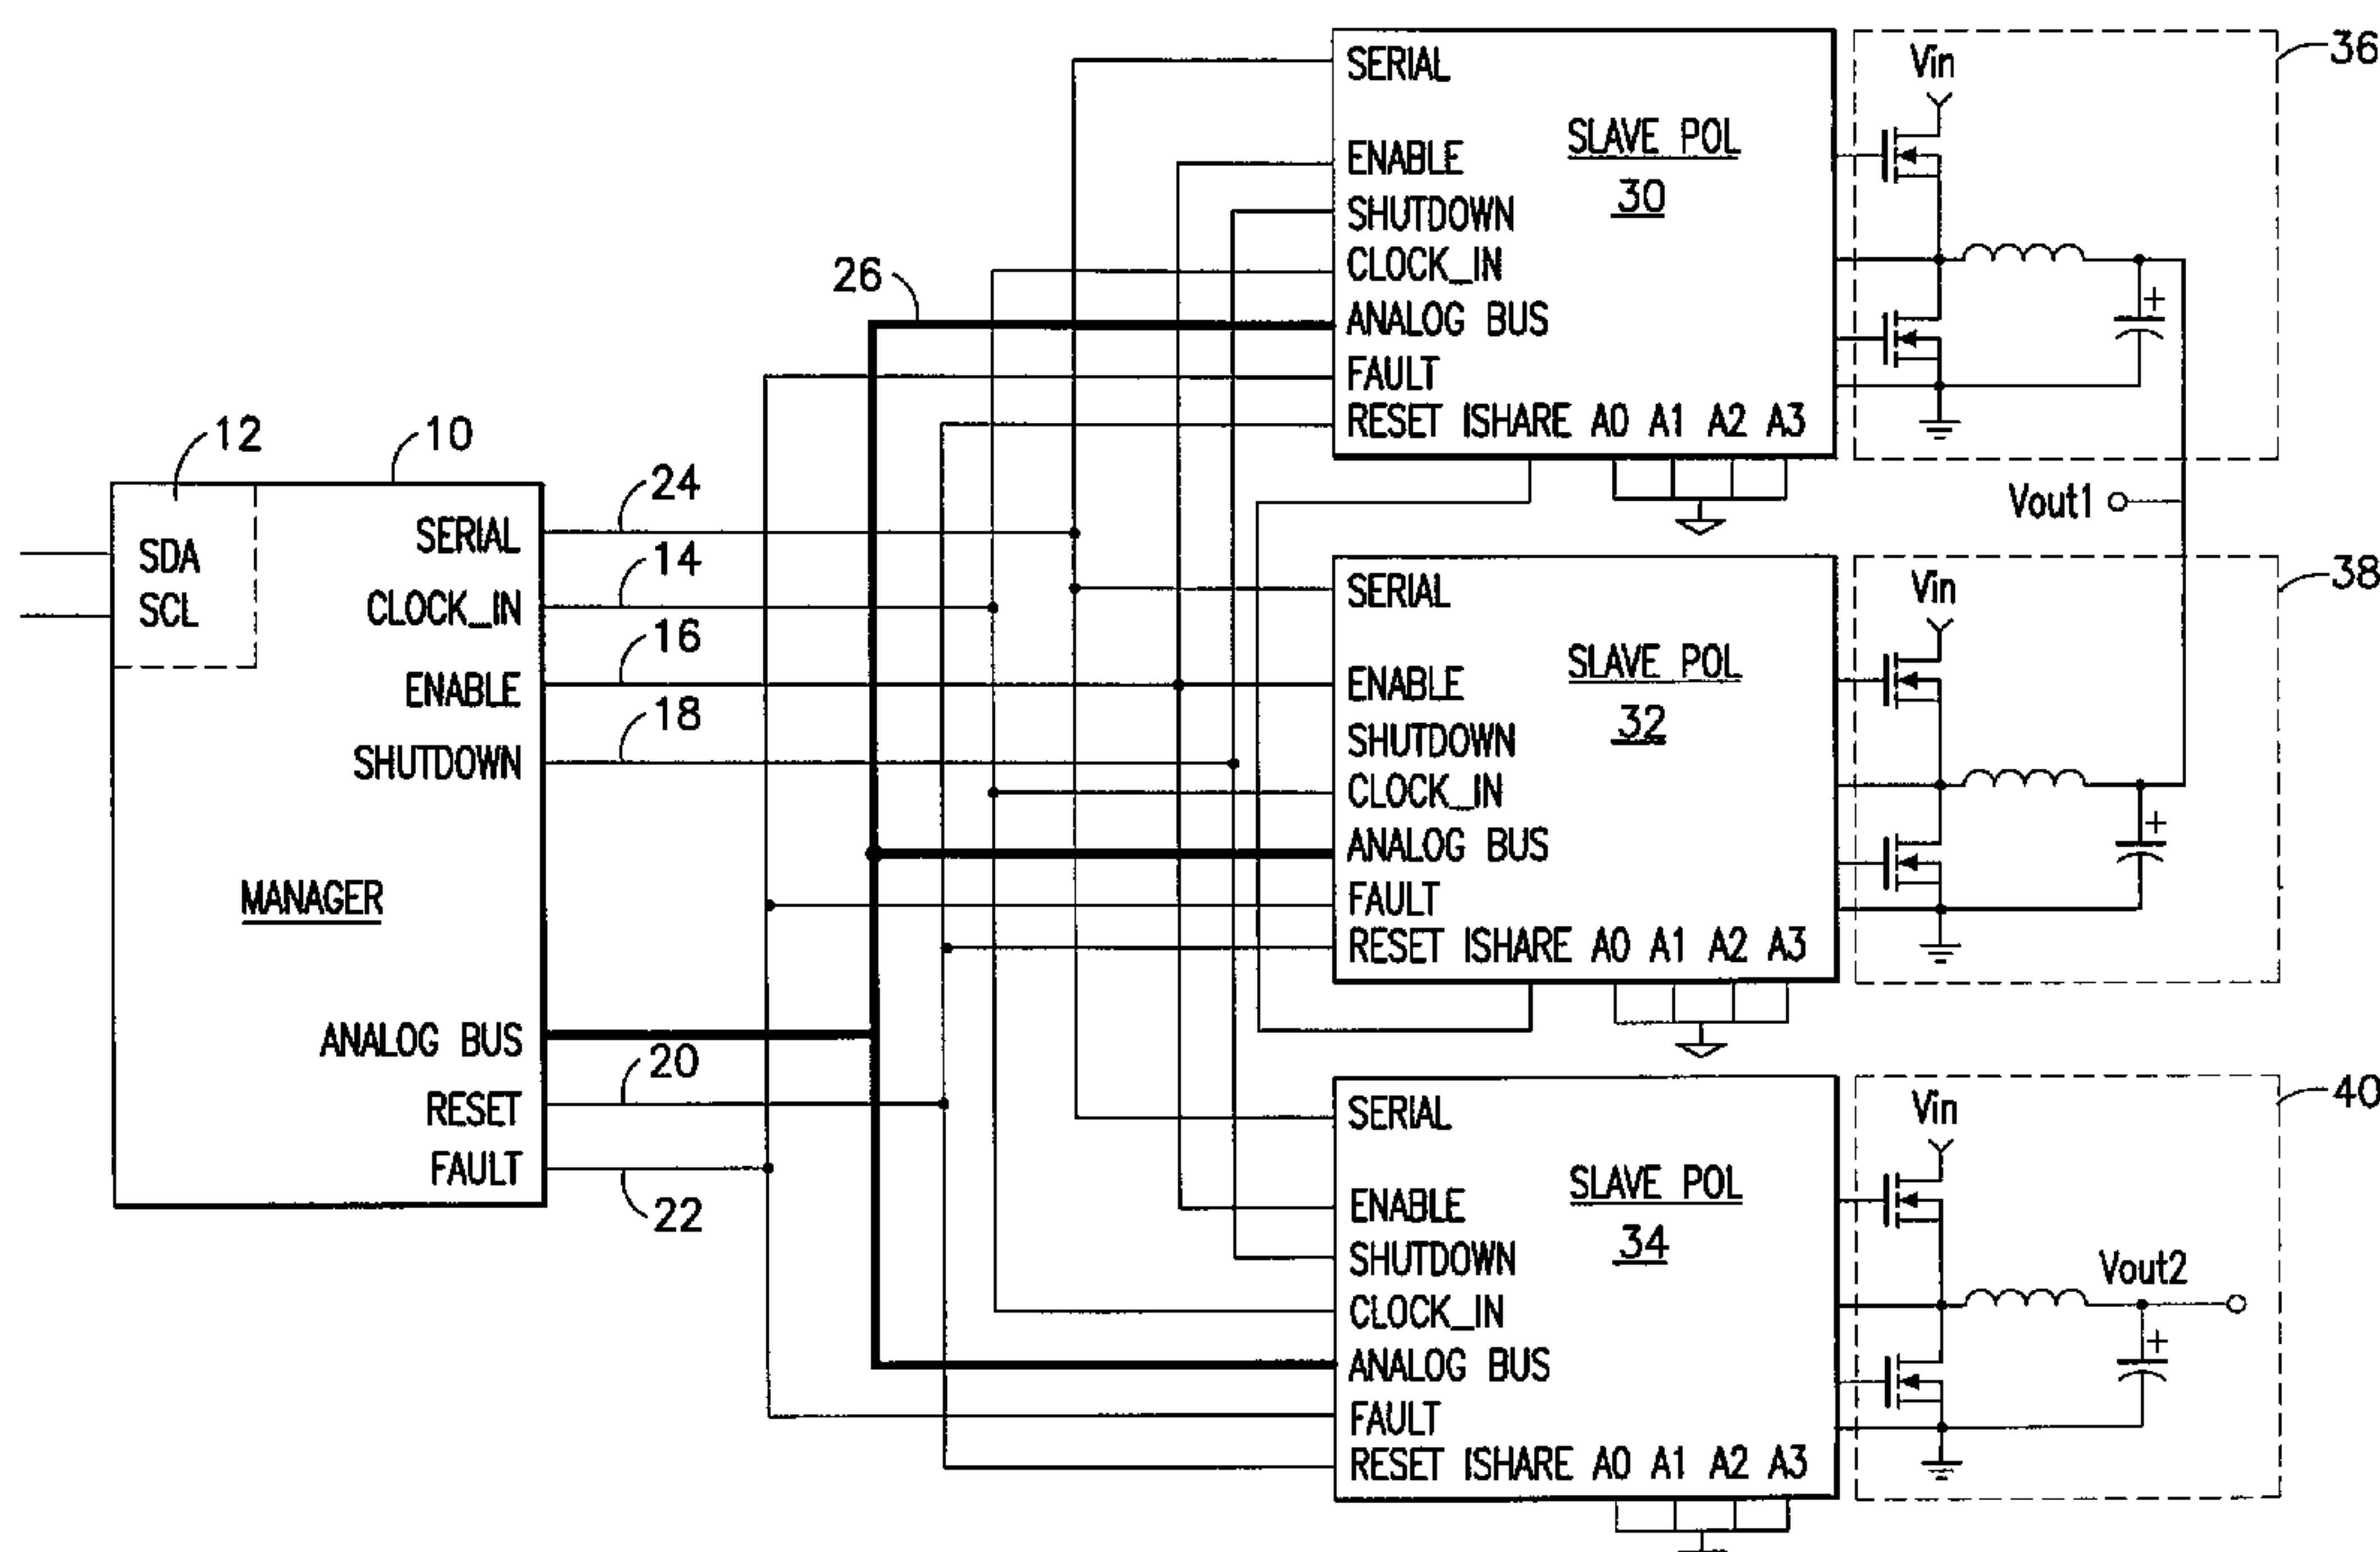 12
10
SDA
SCL
SERIAL
CLOCK_IN
ENABLE
SHUTDOWN
MANAGER
ANALOG BUS
RESET
FAULT
24
14
16
18
20
22
26
SERIAL
SLAVE POL
30
ENABLE
SHUTDOWN
CLOCK_IN
ANALOG BUS
FAULT
RESET ISHARE A0 A1 A2 A3
Vin
36
+
Vout1
SERIAL
SLAVE POL
32
ENABLE
SHUTDOWN
CLOCK_IN
ANALOG BUS
FAULT
RESET ISHARE A0 A1 A2 A3
Vin
38
+
SERIAL
SLAVE POL
34
ENABLE
SHUTDOWN
CLOCK_IN
ANALOG BUS
FAULT
RESET ISHARE A0 A1 A2 A3
Vin
40
Vout2
+